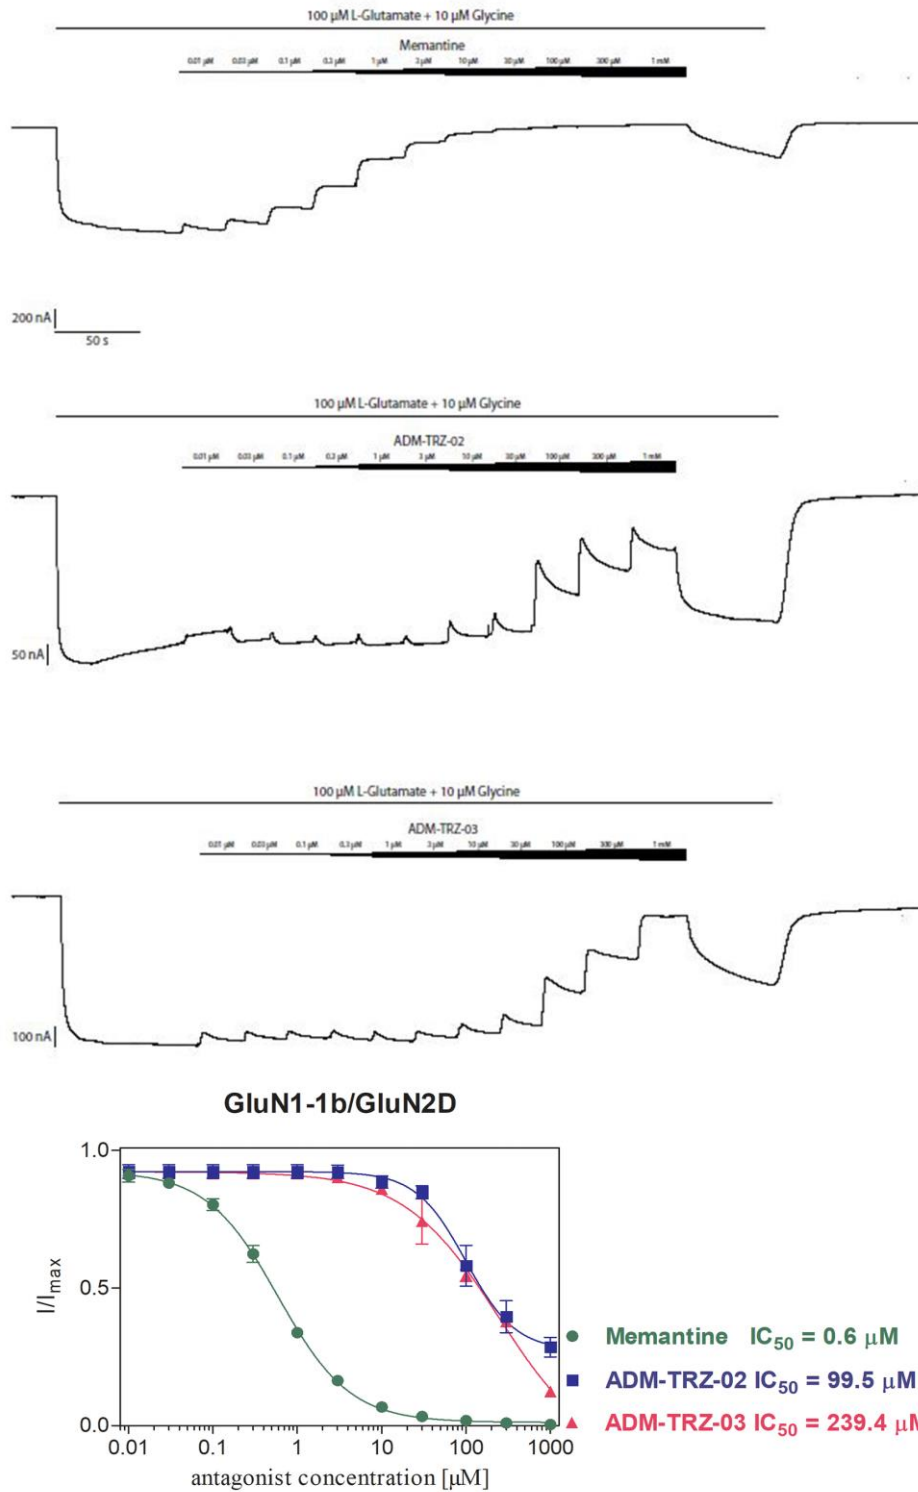 100 µM L-Glutamate + 10 µM Glycine
Memantine
0.01 µM 0.03 µM 0.1 µM 0.3 µM 1 µM 3 µM 10 µM 30 µM 100 µM 300 µM 1 mM
200 nA
50 s
100 µM L-Glutamate + 10 µM Glycine
ADM-TRZ-02
0.01 µM 0.03 µM 0.1 µM 0.3 µM 1 µM 3 µM 10 µM 30 µM 100 µM 300 µM 1 mM
50 nA
100 µM L-Glutamate + 10 µM Glycine
ADM-TRZ-03
0.01 µM 0.03 µM 0.1 µM 0.3 µM 1 µM 3 µM 10 µM 30 µM 100 µM 300 µM 1 mM
100 nA
GluN1-1b/GluN2D
1.0
0.5
0.0
I/Imax
0.01 0.1 1 10 100 1000
antagonist concentration [µM]
Memantine IC50 = 0.6 µM
ADM-TRZ-02 IC50 = 99.5 µM
ADM-TRZ-03 IC50 = 239.4 µM